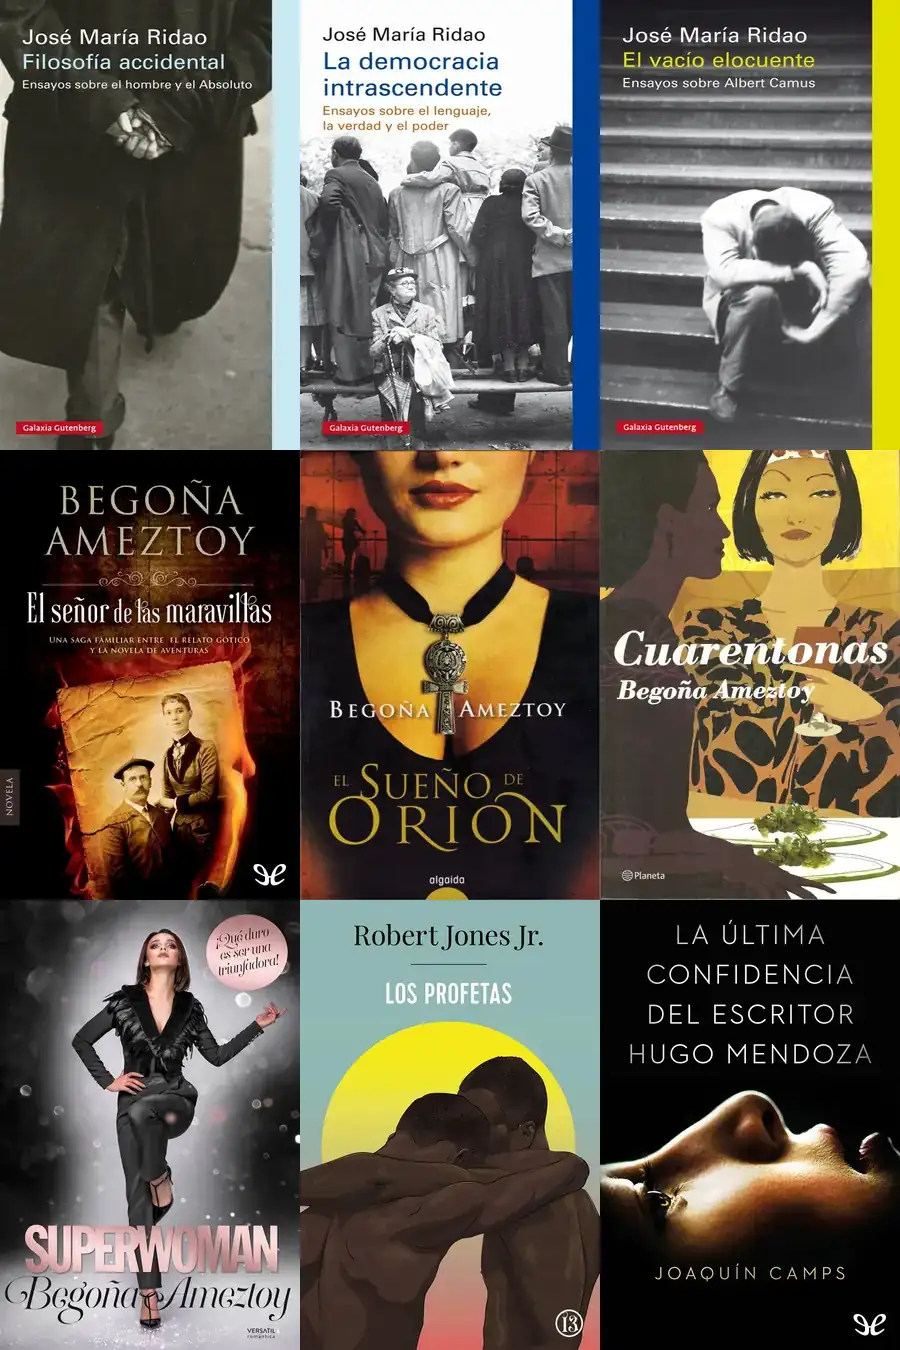 José María Ridao
Filosofía accidental
Ensayos sobre el hombre y el Absoluto
Galaxia Gutenberg
José María Ridao
La democracia
intrascendente
Ensayos sobre el lenguaje,
la verdad y el poder
Galaxia Gutenberg
José María Ridao
El vacío elocuente
Ensayos sobre Albert Camus
Galaxia Gutenberg
BEGOÑA
AMEZTOY
El señor de las maravillas
UNA SAGA FAMILIAR ENTRE EL RELATO GÓTICO
Y LA NOVELA DE AVENTURAS
NOVELA
BEGOÑA AMEZTOY
EL SUEÑO DE
ORIÓN
algaida
Cuarentonas
Begoña Ameztoy
Planeta
¡Qué duro
es ser una
triunfadora!
SUPERWOMAN
Begoña Ameztoy
VERSATIL
romántica
Robert Jones Jr.
LOS PROFETAS
13
LA ÚLTIMA
CONFIDENCIA
DEL ESCRITOR
HUGO MENDOZA
JOAQUÍN CAMPS